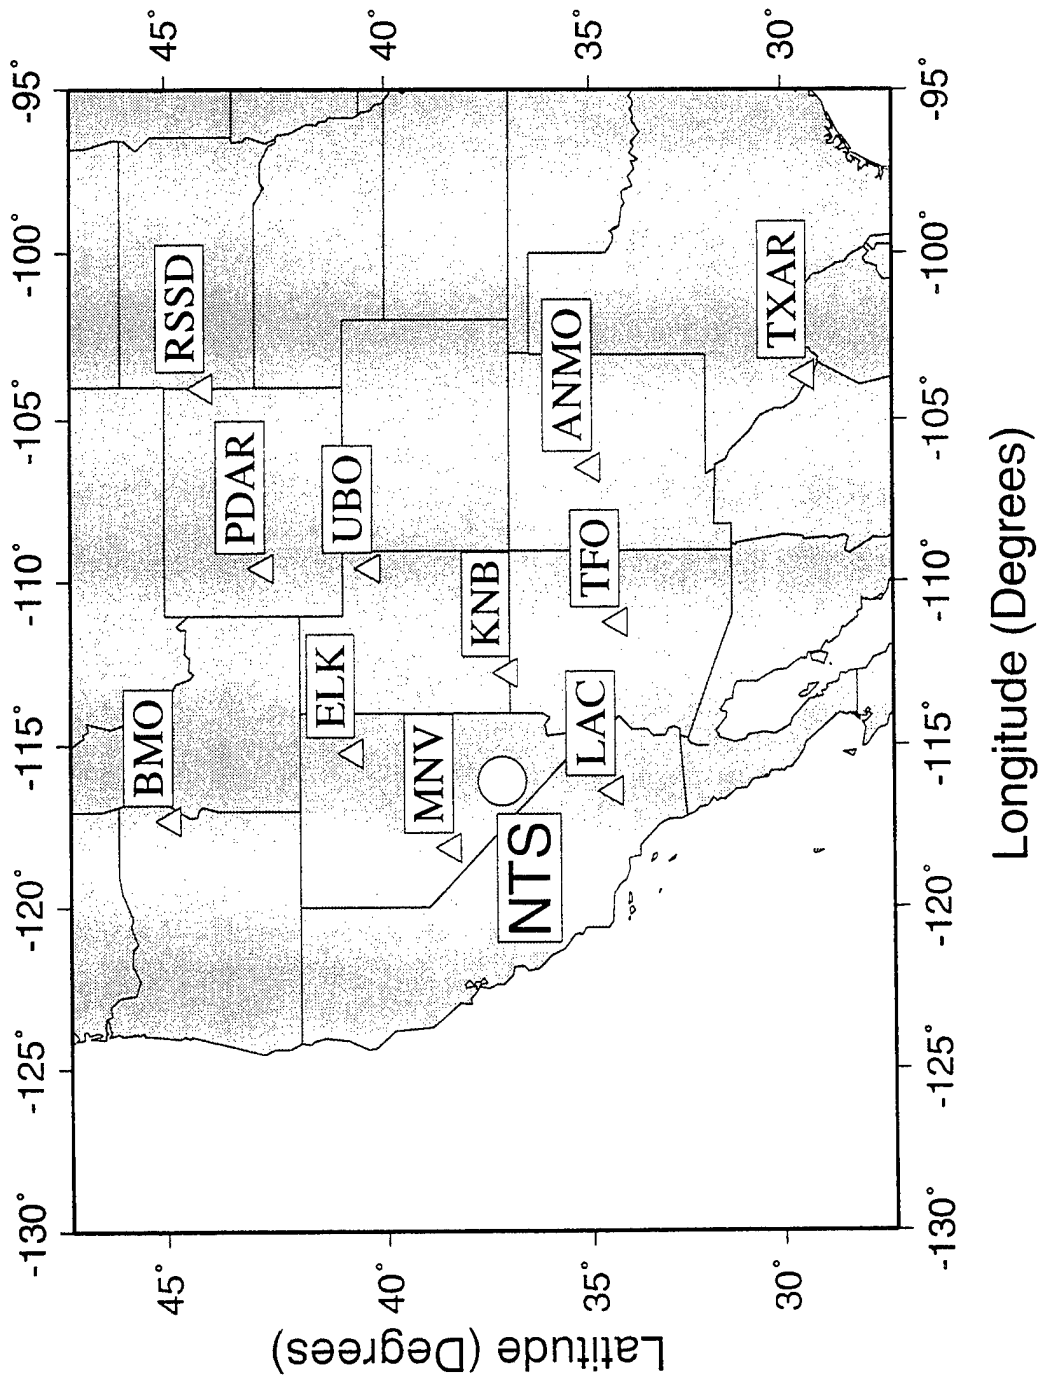 -130° -125° -120° -115° -110° -105° -100° -95°
45° 45°
40° 40°
35° 35°
30° 30°
BMO
RSSD
PDAR
ELK
UBO
MNV
KNB
NTS
LAC
TFO
ANMO
TXAR
-130° -125° -120° -115° -110° -105° -100° -95°
Latitude (Degrees)
Longitude (Degrees)